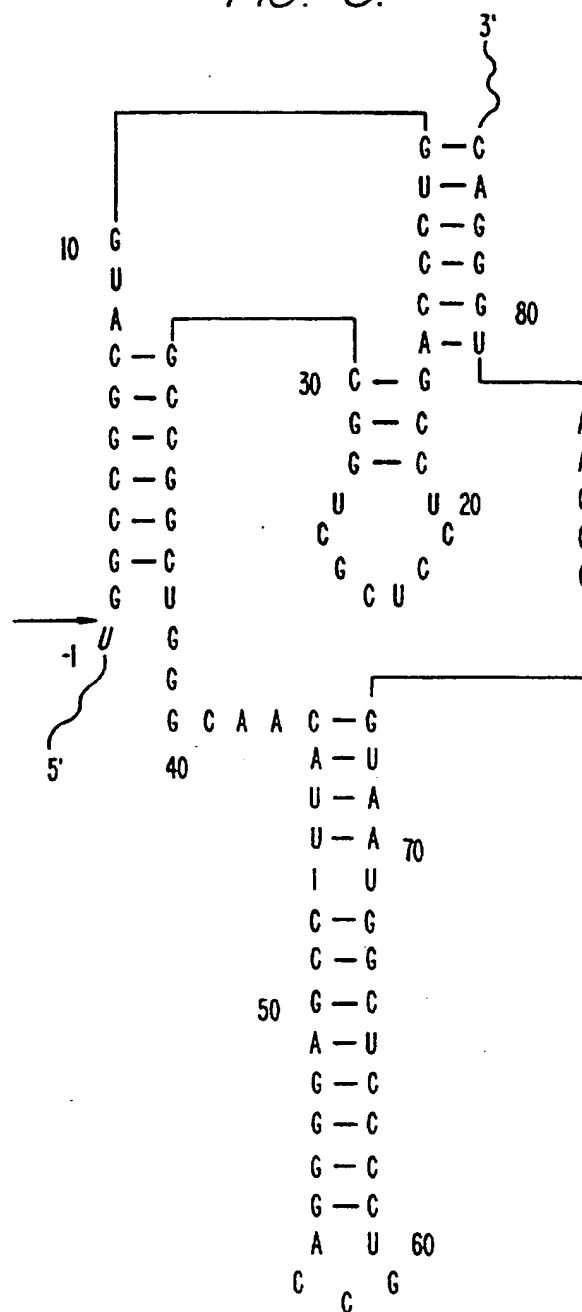 3'
G — C
U — A
C — G
10 G
C — G
U
C — G 80
A
A — U
C — G
30 C — G
G — C
G — C
G — C
G — C
C — G
U U 20
C — G
C C
G — C
G C
C U
G U
U G
-1
G
5'
G C A A C — G
40
A — U
U — A
U — A 70
I U
C — G
C — G
50 G — C
A — U
G — C
G — C
G — C
G — C
A U 60
C G
C